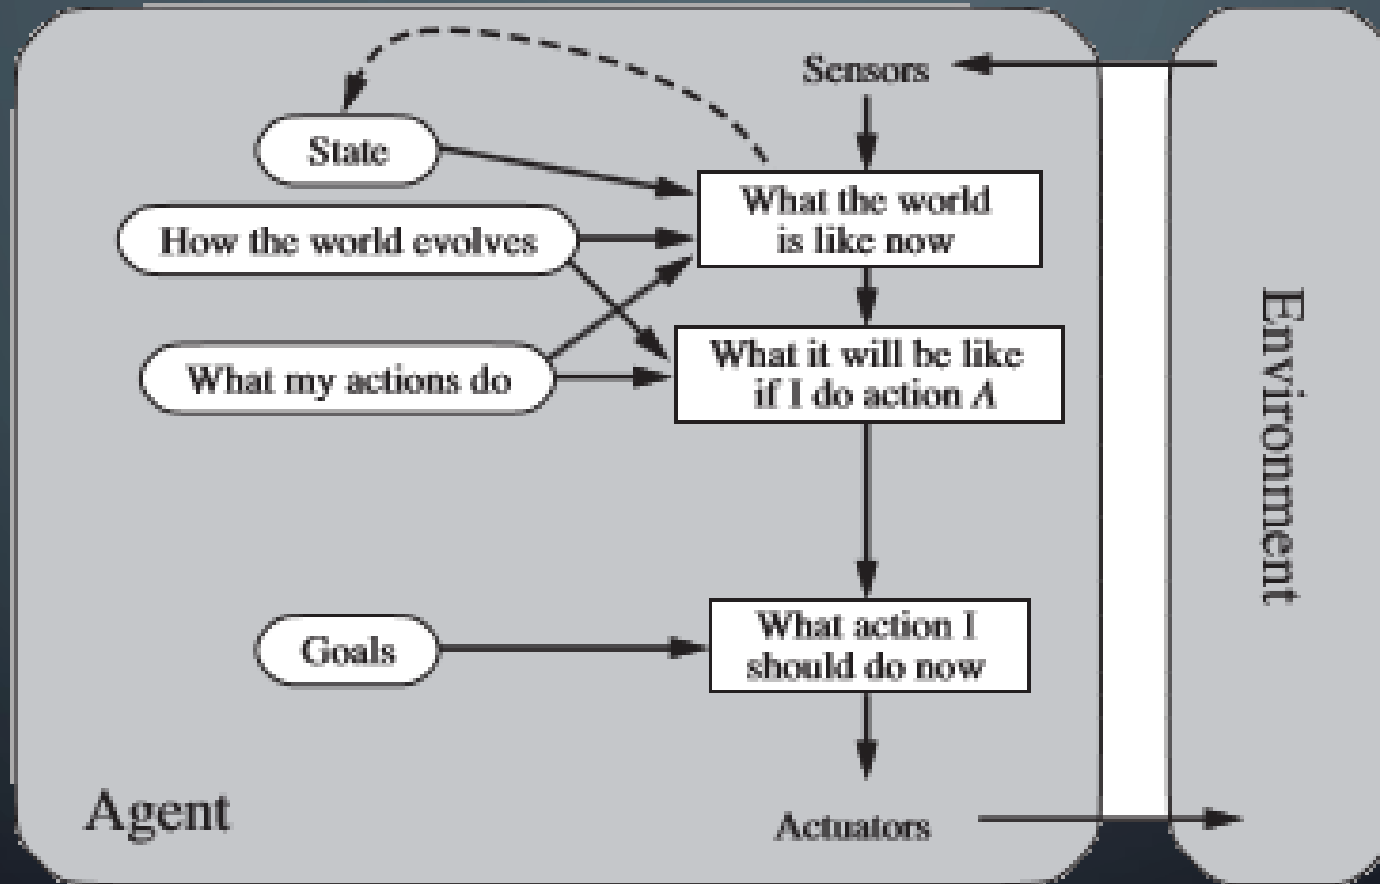 Sensors
State
What the world
is like now
How the world evolves
What it will be like
if I do action A
What my actions do
Goals
What action I
should do now
Agent
Actuators
Environment